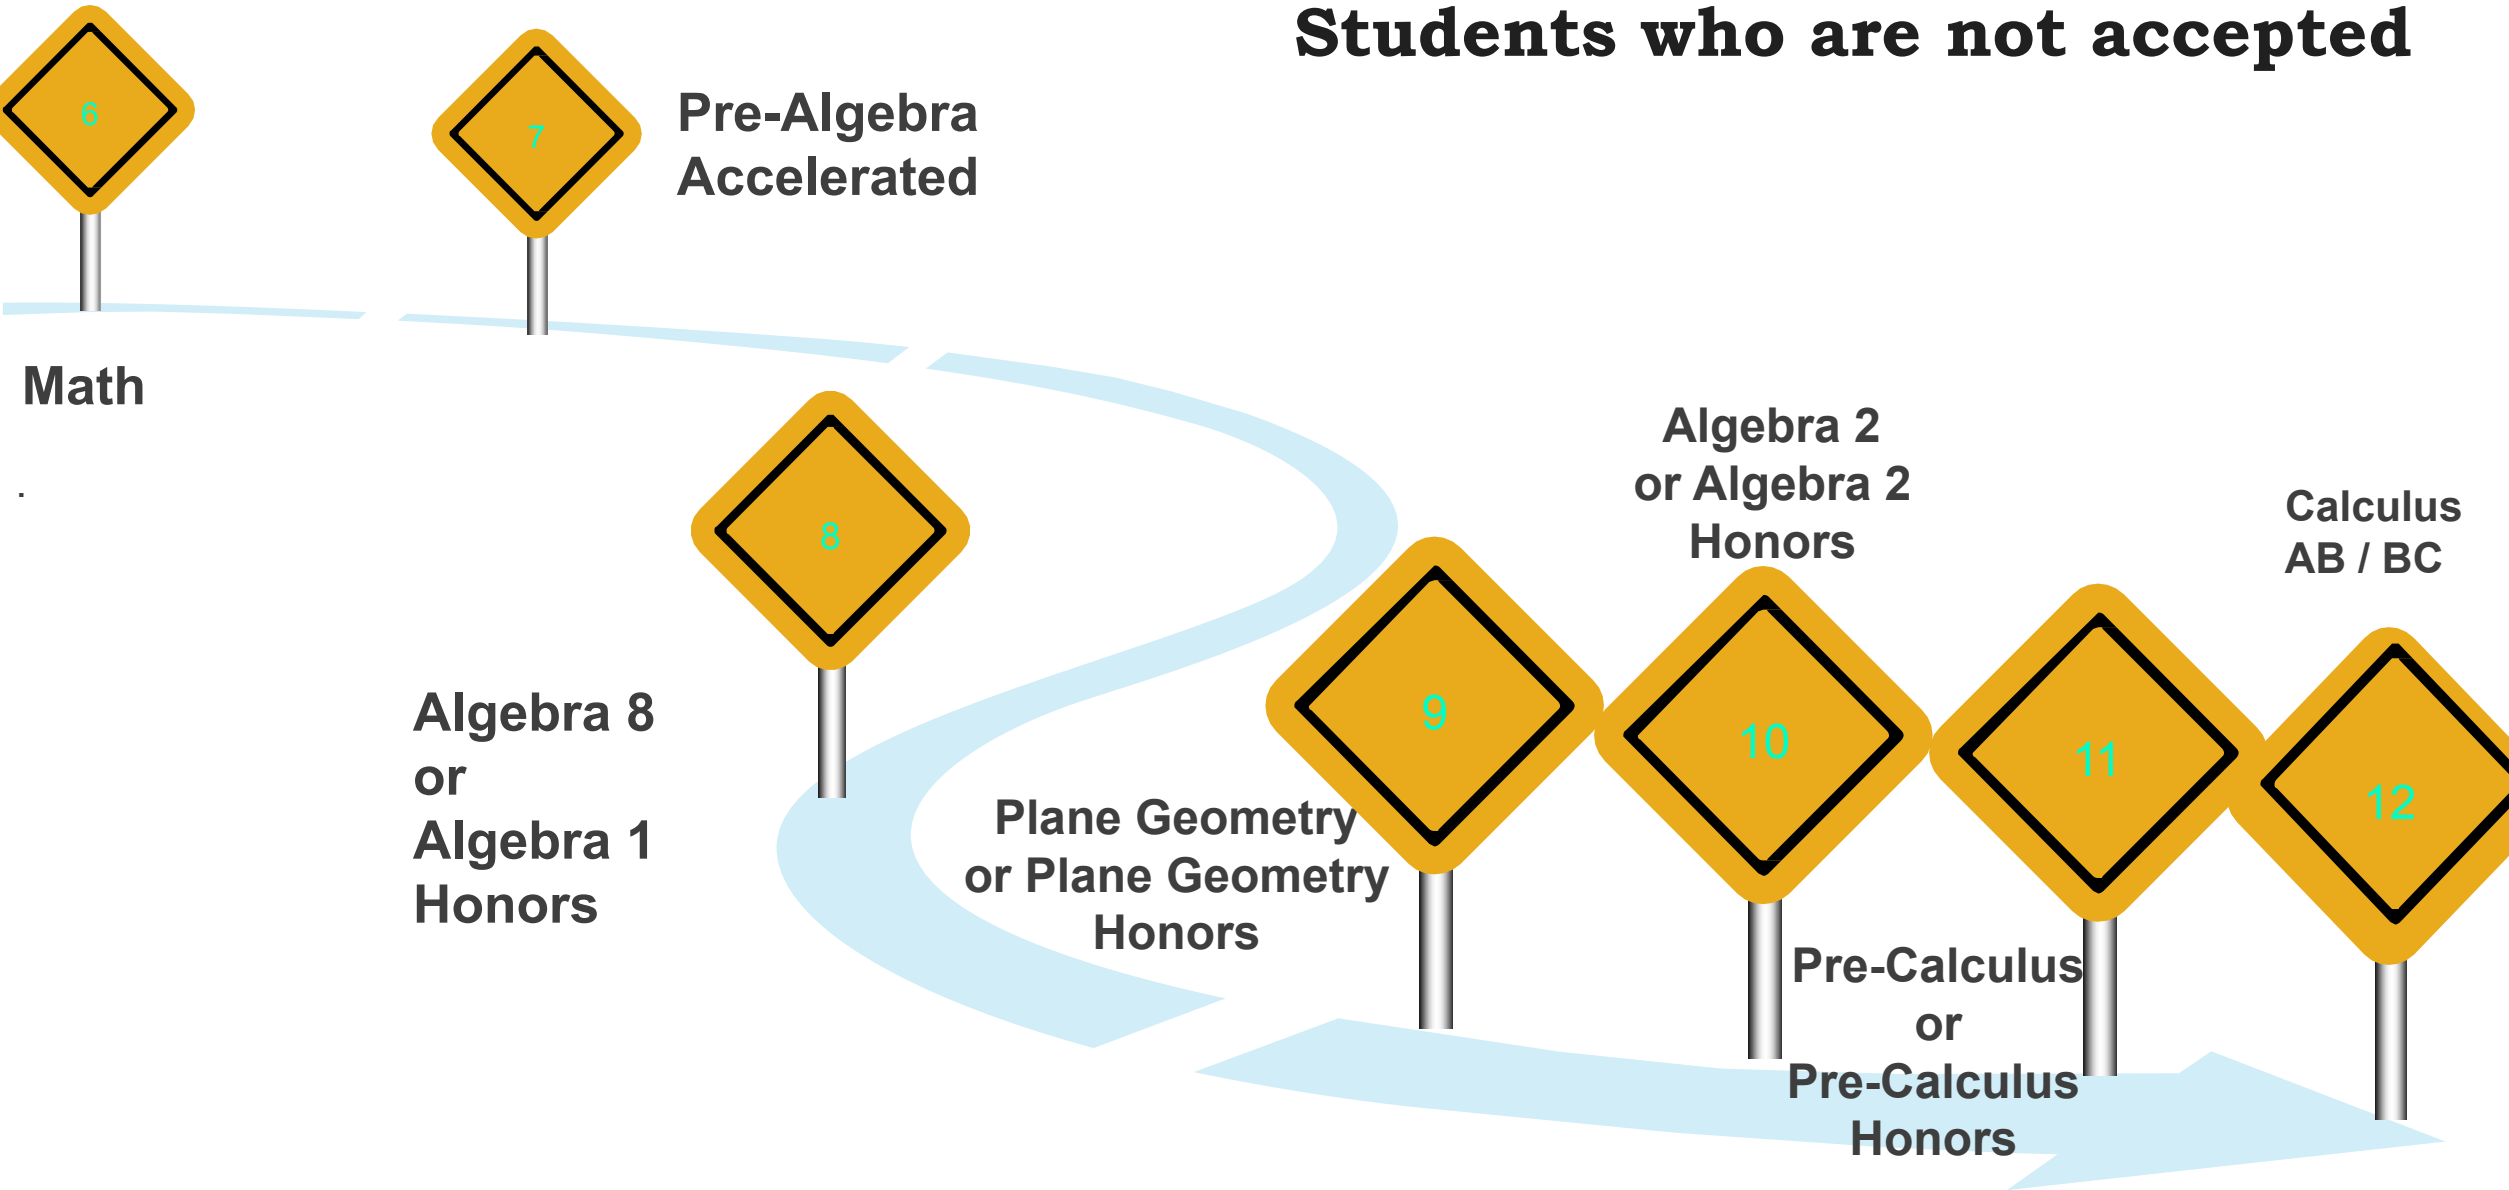 Students who are not accepted
6
7
Pre-Algebra
Accelerated
Math
.
8
Algebra 8
or
Algebra 1
Honors
9
Plane Geometry
or Plane Geometry
Honors
Algebra 2
or Algebra 2
Honors
10
11
Pre-Calculus
or
Pre-Calculus
Honors
Calculus
AB / BC
12